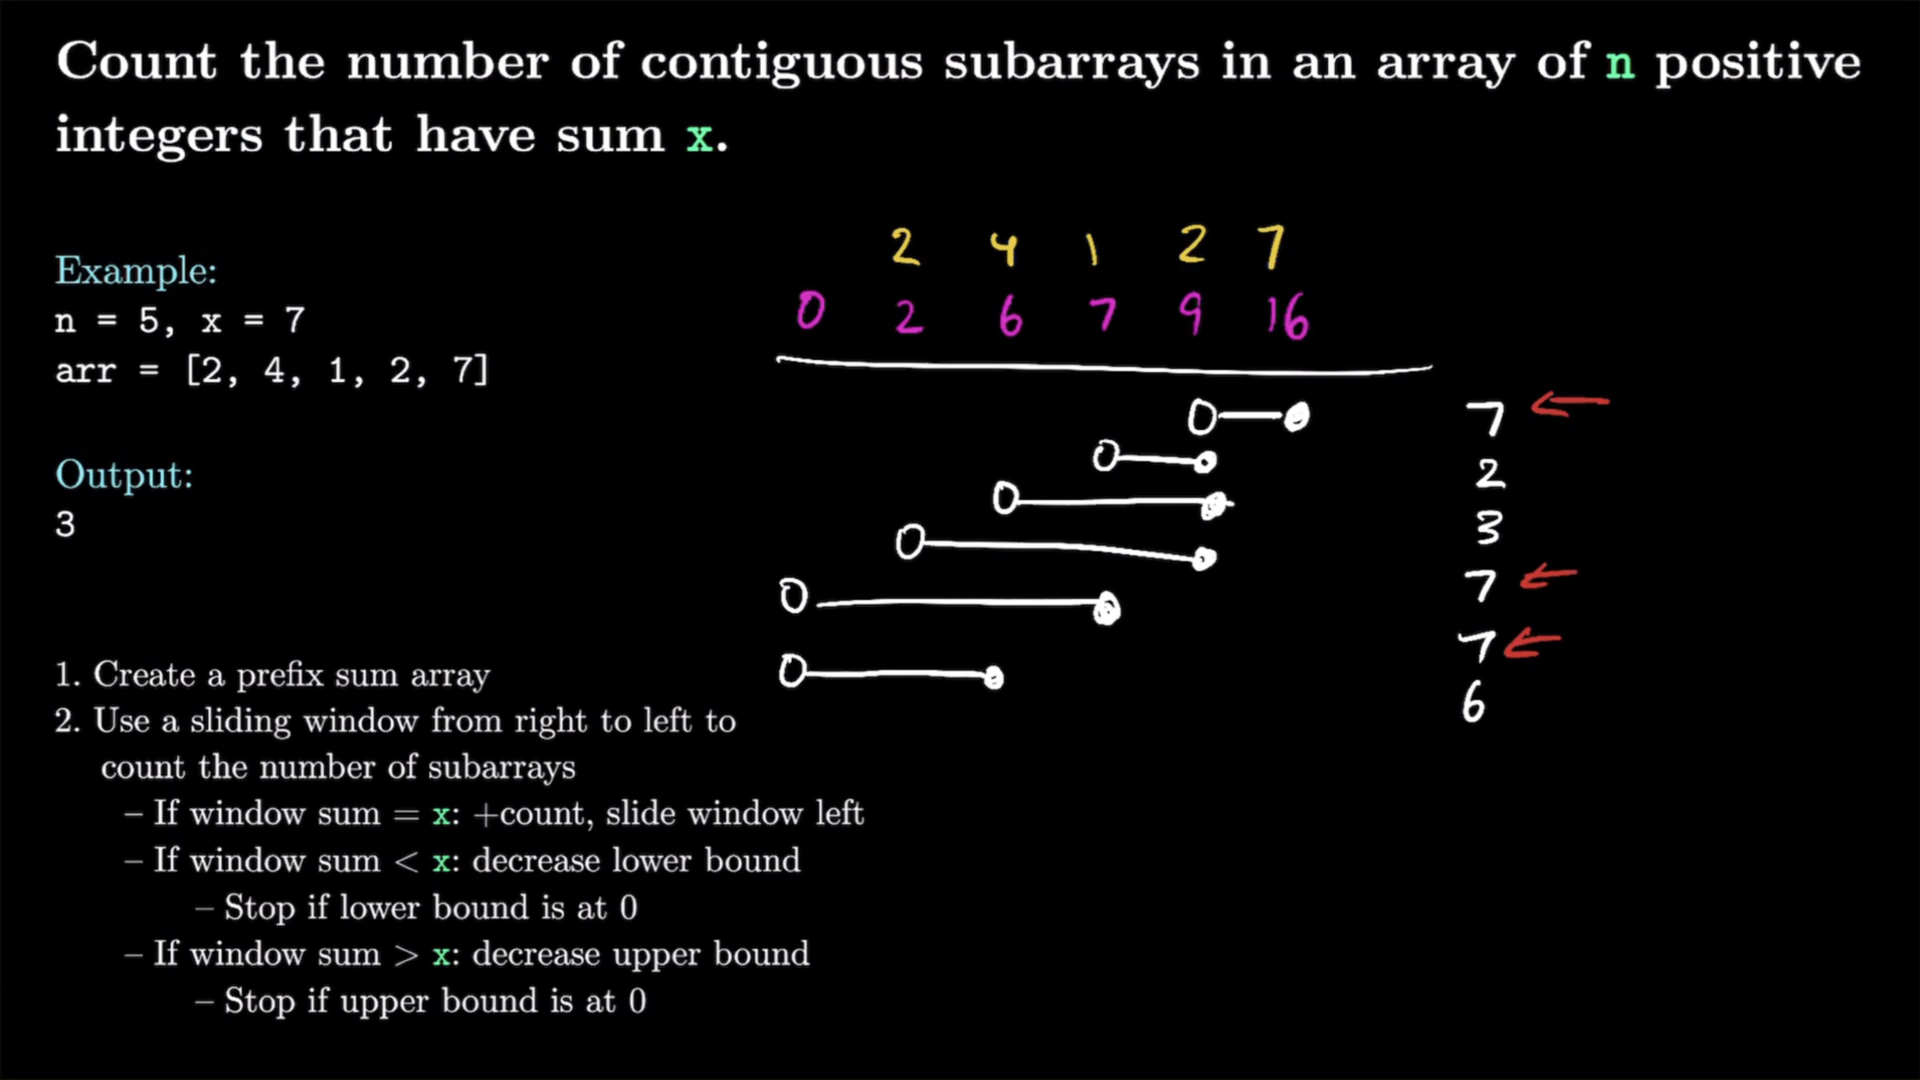 Count the number of contiguous subarrays in an array of n positive
integers that have sum x.
Example:
n = 5, x = 7
arr = [2, 4, 1, 2, 7]
Output:
3
1. Create a prefix sum array
2. Use a sliding window from right to left to
count the number of subarrays
– If window sum = x: +count, slide window left
– If window sum < x: decrease lower bound
– Stop if lower bound is at 0
– If window sum > x: decrease upper bound
– Stop if upper bound is at 0
2 4 1 2 7
0 2 6 7 9 16
7
2
3
7
7
6